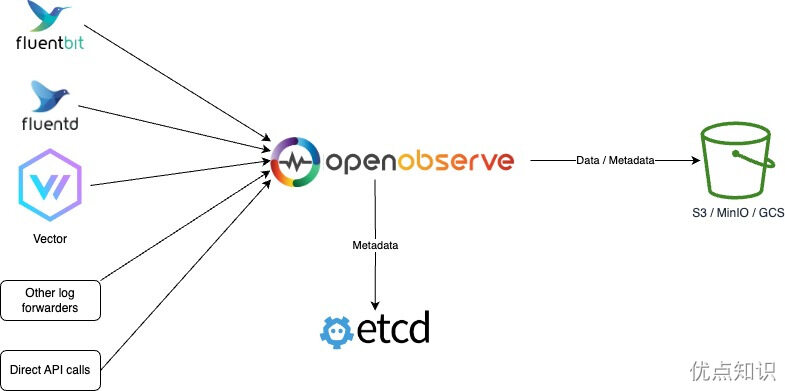 fluentbit
fluentd
Vector
Other log
forwarders
Direct API calls
openobserve
Metadata
etcd
Data / Metadata
S3 / MinIO / GCS
优点知识